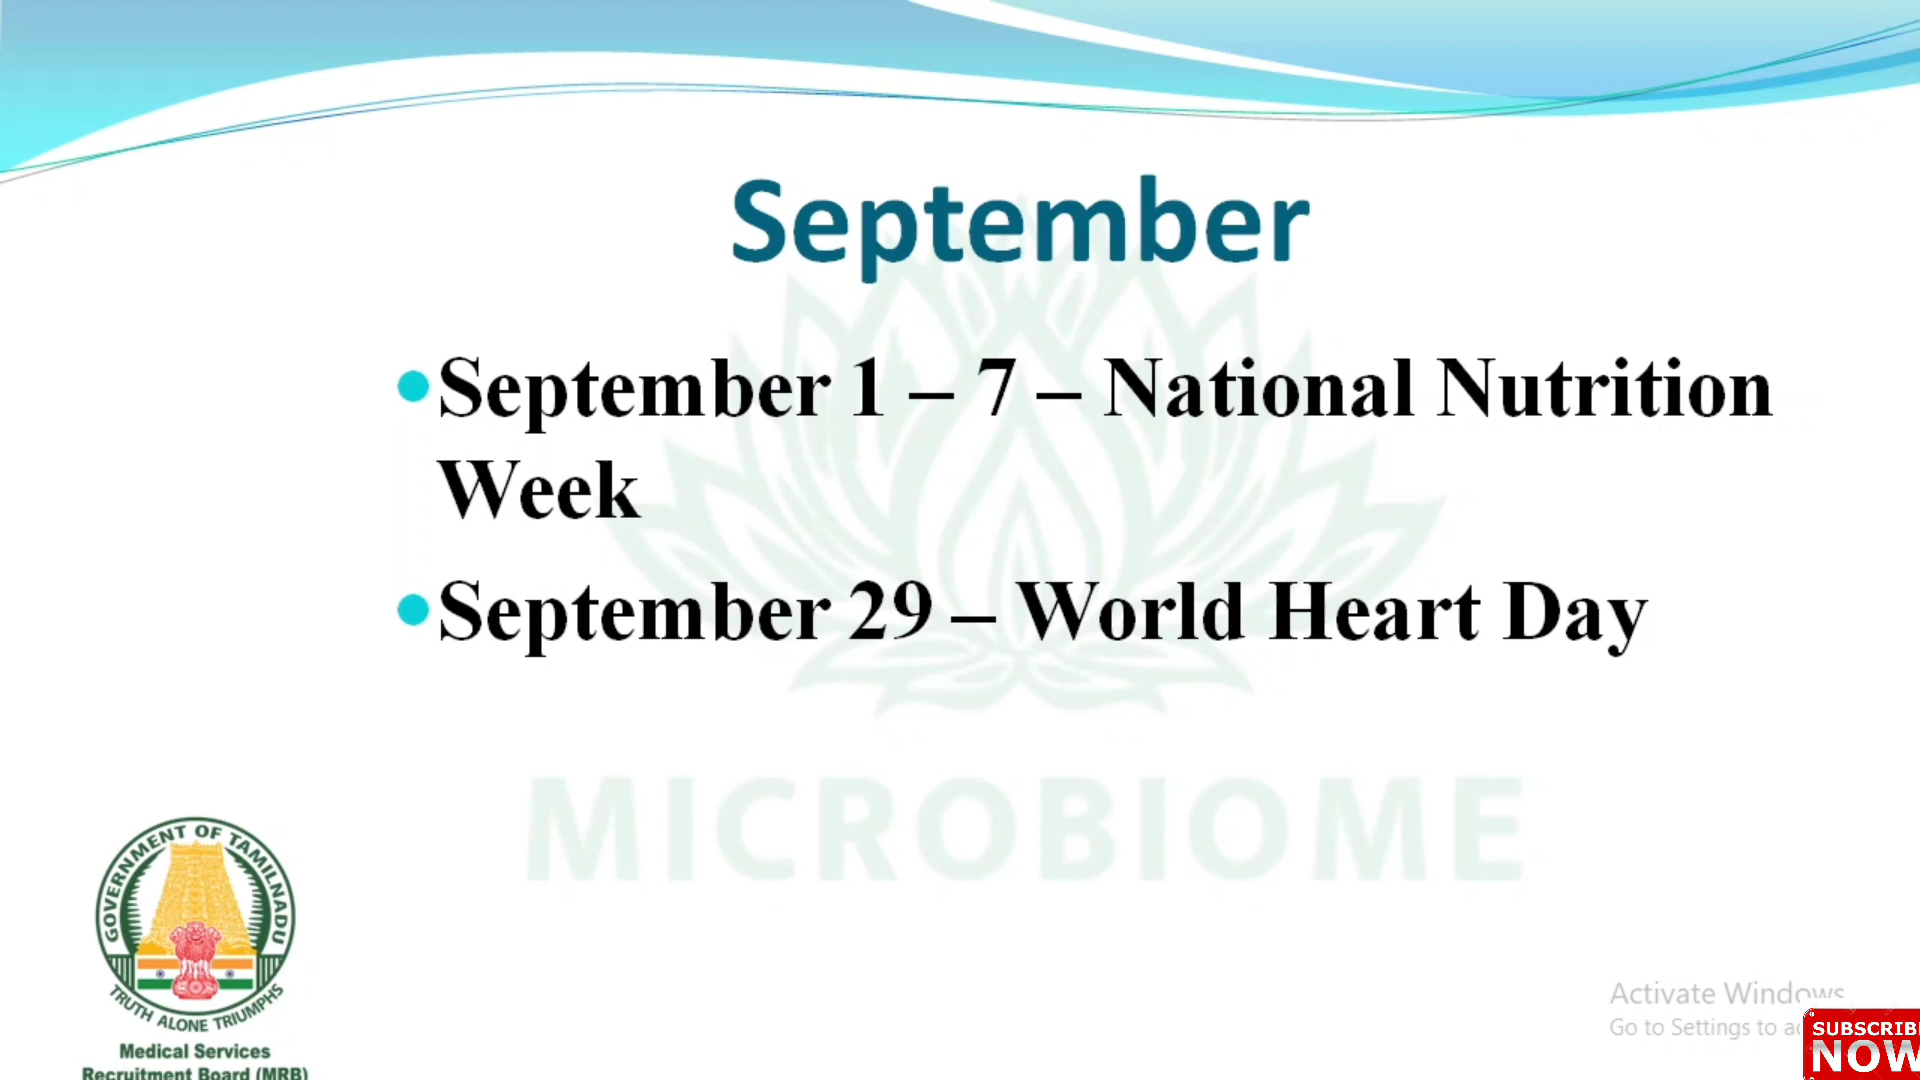 September
•September 1 – 7 – National Nutrition
Week
•September 29 – World Heart Day
MICROBIOME
GOVERNMENT OF TAMILNADU
TRUTH ALONE TRIUMPHS
Medical Services
Recruitment Board (MRB)
Activate Windows
Go to Settings to
SUBSCRIB
NOW